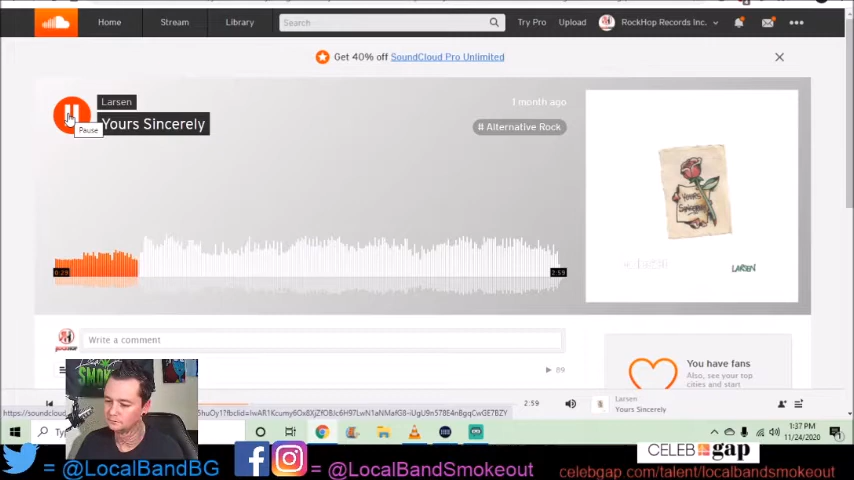 Home
Stream
Library
Search
Try Pro
Upload
RockHop Records Inc.
Get 40% off SoundCloud Pro Unlimited
Larsen
Yours Sincerely
Pause
1 month ago
# Alternative Rock
0:29
2:59
LARSEN
Write a comment
89
You have fans
Also, see your top
cities and start
SMOK
2:59
Larsen
Yours Sincerely
1:37 PM
11/24/2020
= @LocalBandBG
= @LocalBandSmokeout
CELEB gap
celebgap.com/talent/localbandsmokeout